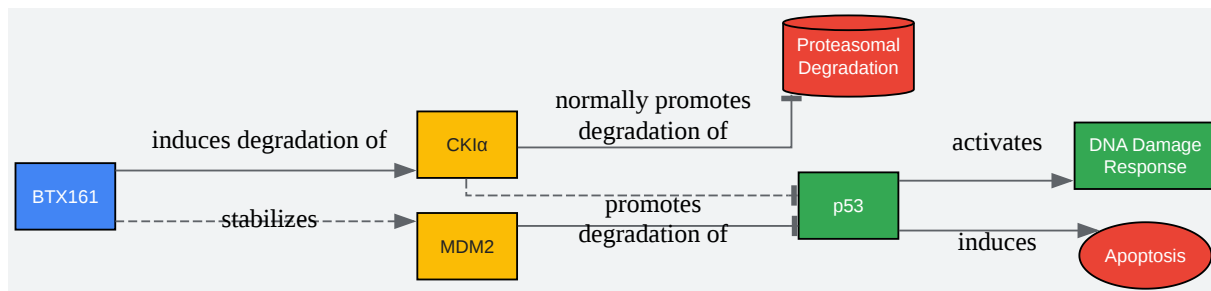 Proteasomal
Degradation
normally promotes
degradation of
induces degradation of
CKIα
activates
DNA Damage
Response
BTX161
stabilizes
promotes
degradation of
p53
MDM2
induces
Apoptosis